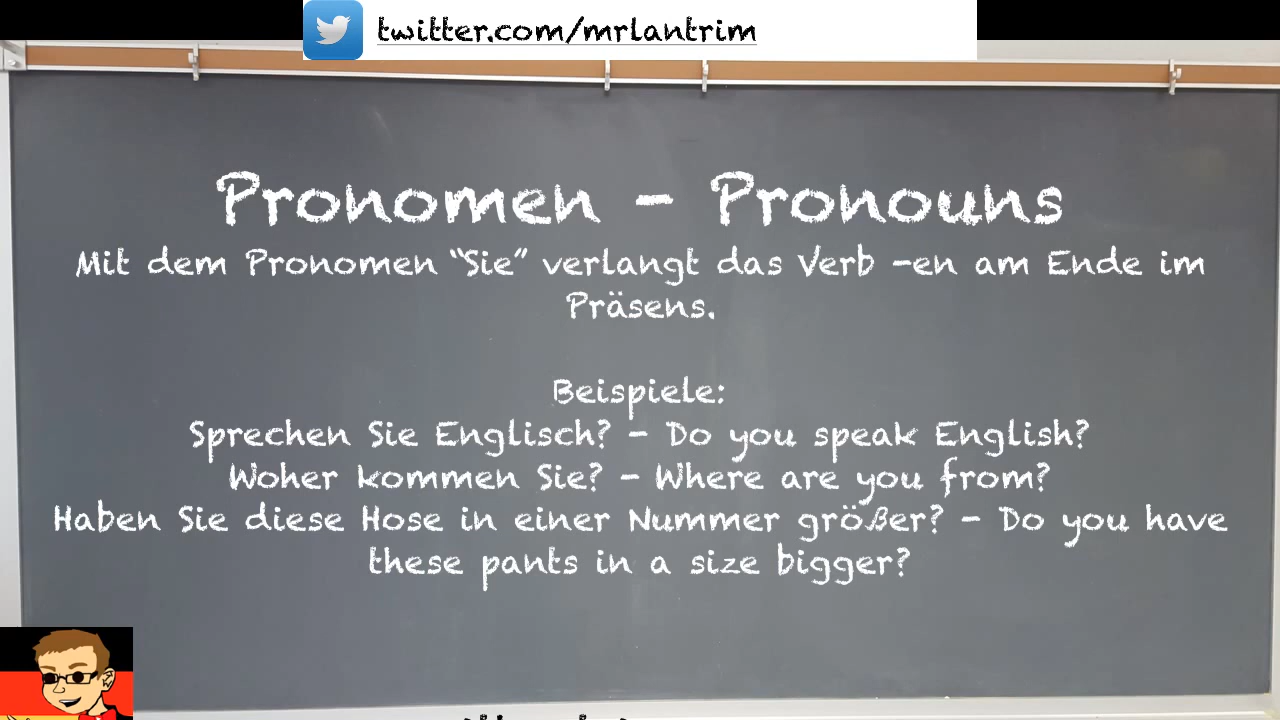 twitter.com/mrlantrim
Pronomen - Pronouns
Mit dem Pronomen “Sie” verlangt das Verb -en am Ende im
Präsens.
Beispiele:
Sprechen Sie Englisch? - Do you speak English?
Woher kommen Sie? - Where are you from?
Haben Sie diese Hose in einer Nummer größer? - Do you have
these pants in a size bigger?